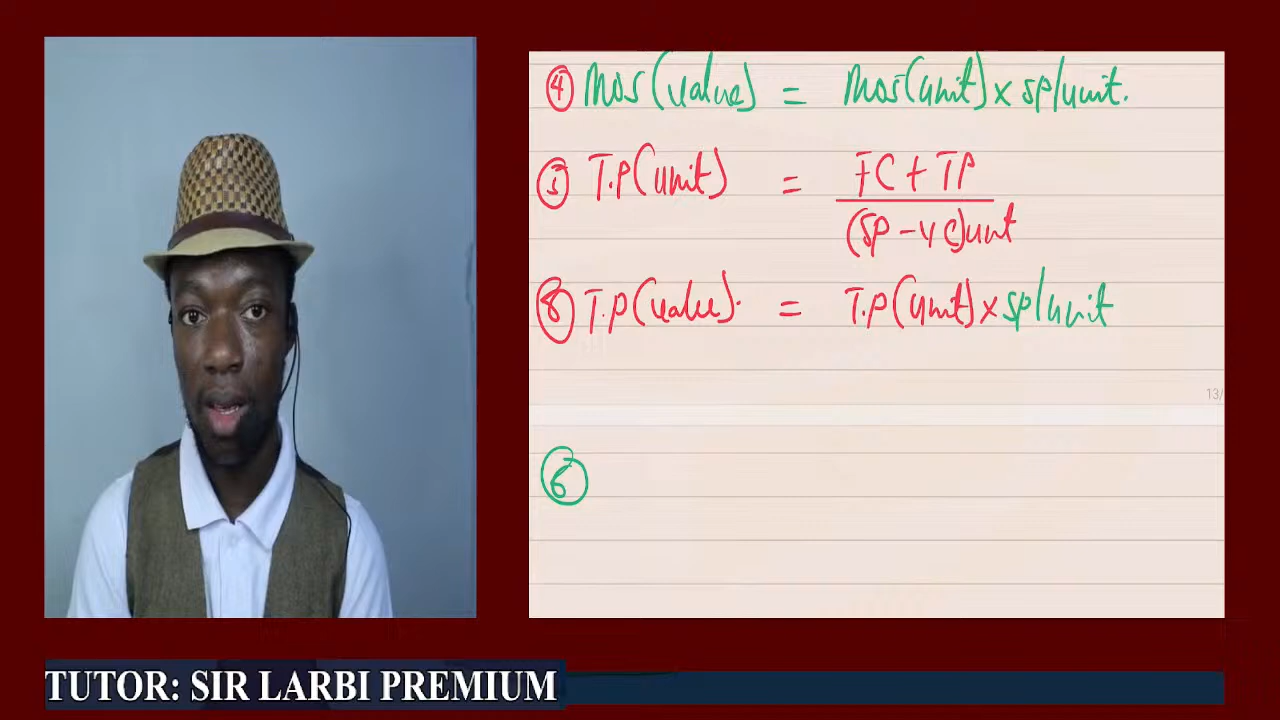 ④ MOS (value) = MOS (unit) × SP/unit.
⑤ T.P (unit) = FC + TP
(SP - VC) unit
⑧ T.P (value). = T.P (unit) × SP/unit
13/
⑥
TUTOR: SIR LARBI PREMIUM